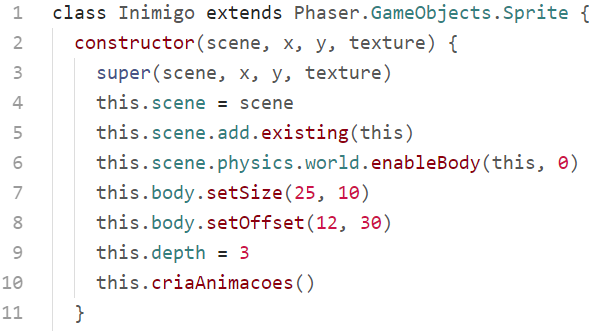 1 class Inimigo extends Phaser.GameObjects.Sprite {
2 constructor(scene, x, y, texture) {
3 super(scene, x, y, texture)
4 this.scene = scene
5 this.scene.add.existing(this)
6 this.scene.physics.world.enableBody(this, 0)
7 this.body.setSize(25, 10)
8 this.body.setOffset(12, 30)
9 this.depth = 3
10 this.criaAnimacoes()
11 }